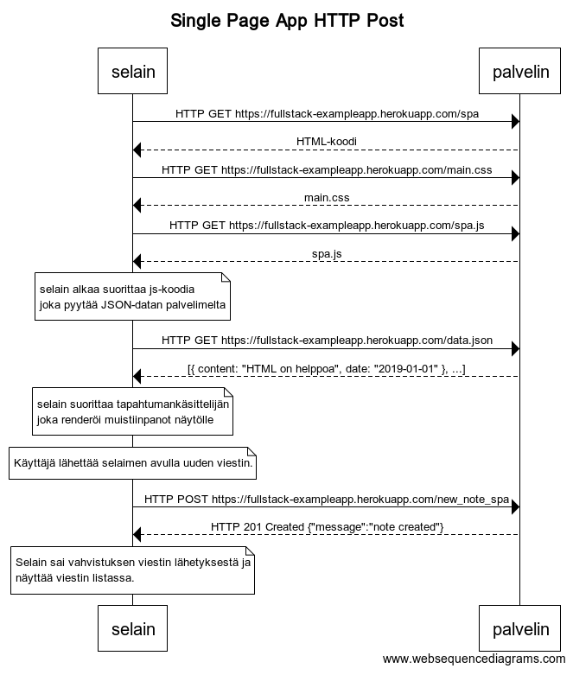 Single Page App HTTP Post
selain
palvelin
HTTP GET https://fullstack-exampleapp.herokuapp.com/spa
HTML-koodi
HTTP GET https://fullstack-exampleapp.herokuapp.com/main.css
main.css
HTTP GET https://fullstack-exampleapp.herokuapp.com/spa.js
spa.js
selain alkaa suorittaa js-koodia
joka pyytää JSON-datan palvelimelta
HTTP GET https://fullstack-exampleapp.herokuapp.com/data.json
[{ content: "HTML on helppoa", date: "2019-01-01" }, ...]
selain suorittaa tapahtumankäsittelijän
joka renderöi muistiinpanot näytölle
Käyttäjä lähettää selaimen avulla uuden viestin.
HTTP POST https://fullstack-exampleapp.herokuapp.com/new_note_spa
HTTP 201 Created {"message":"note created"}
Selain sai vahvistuksen viestin lähetyksestä ja
näyttää viestin listassa.
selain
palvelin
www.websequencediagrams.com